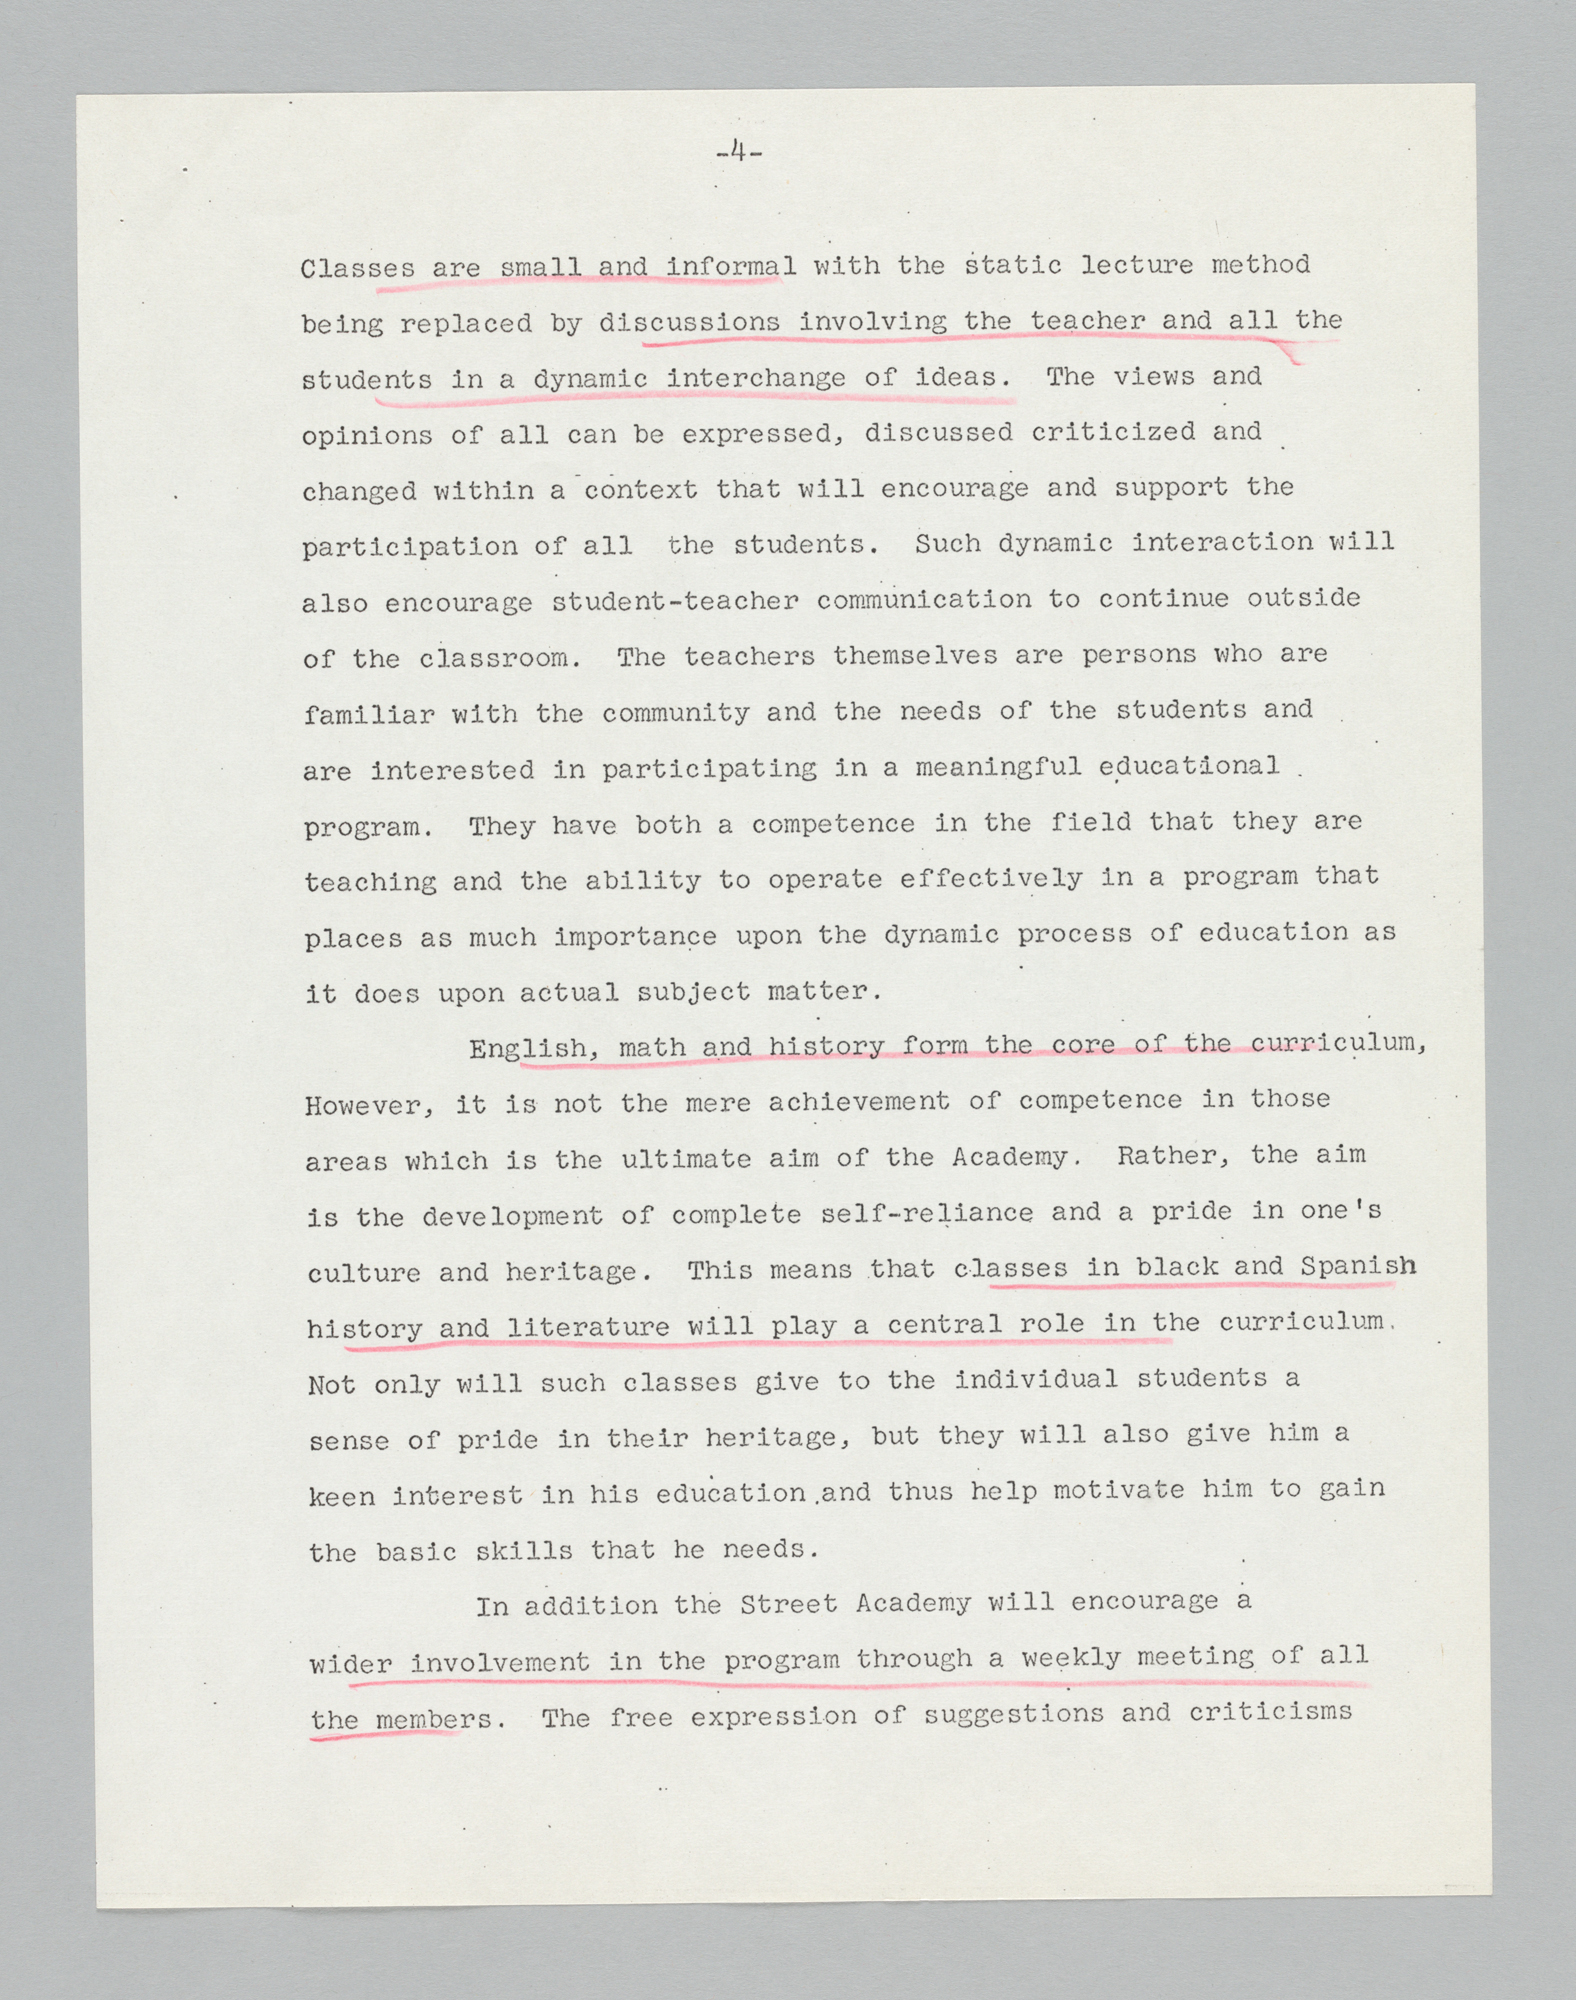 -4-
Classes are small and informal with the static lecture method
being replaced by discussions involving the teacher and all the
students in a dynamic interchange of ideas. The views and
opinions of all can be expressed, discussed criticized and
changed within a context that will encourage and support the
participation of all the students. Such dynamic interaction will
also encourage student-teacher communication to continue outside
of the classroom. The teachers themselves are persons who are
familiar with the community and the needs of the students and
are interested in participating in a meaningful educational
program. They have both a competence in the field that they are
teaching and the ability to operate effectively in a program that
places as much importance upon the dynamic process of education as
it does upon actual subject matter.
English, math and history form the core of the curriculum,
However, it is not the mere achievement of competence in those
areas which is the ultimate aim of the Academy. Rather, the aim
is the development of complete self-reliance and a pride in one's
culture and heritage. This means that classes in black and Spanish
history and literature will play a central role in the curriculum.
Not only will such classes give to the individual students a
sense of pride in their heritage, but they will also give him a
keen interest in his education and thus help motivate him to gain
the basic skills that he needs.
In addition the Street Academy will encourage a
wider involvement in the program through a weekly meeting of all
the members. The free expression of suggestions and criticisms